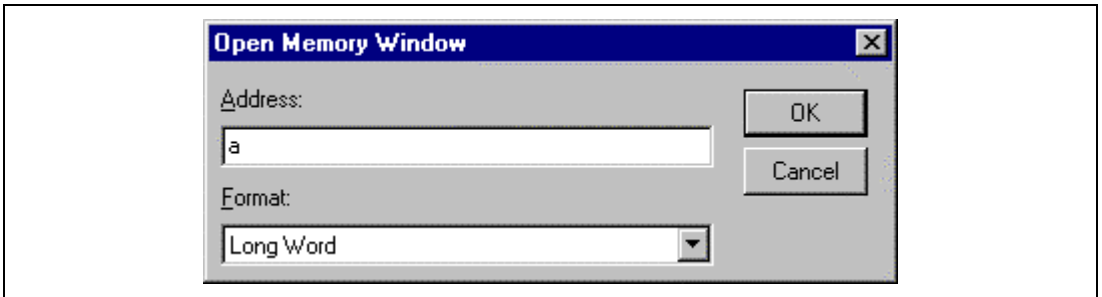 Open Memory Window
Address:
a
OK
Cancel
Format:
Long Word